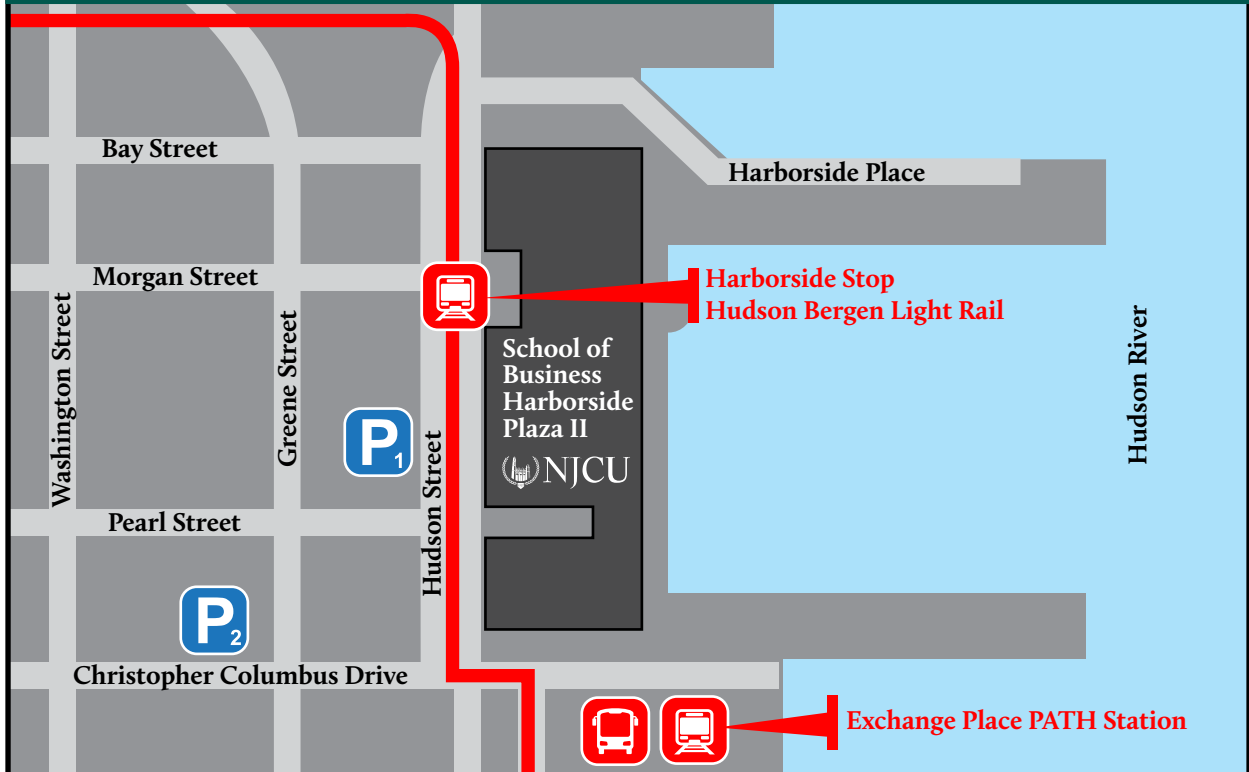 Bay Street
Harborside Place
Morgan Street
Harborside Stop
Hudson Bergen Light Rail
Washington Street
Greene Street
Hudson Street
Hudson River
School of
Business
Harborside
Plaza II
NJCU
P1
Pearl Street
P2
Christopher Columbus Drive
Exchange Place PATH Station